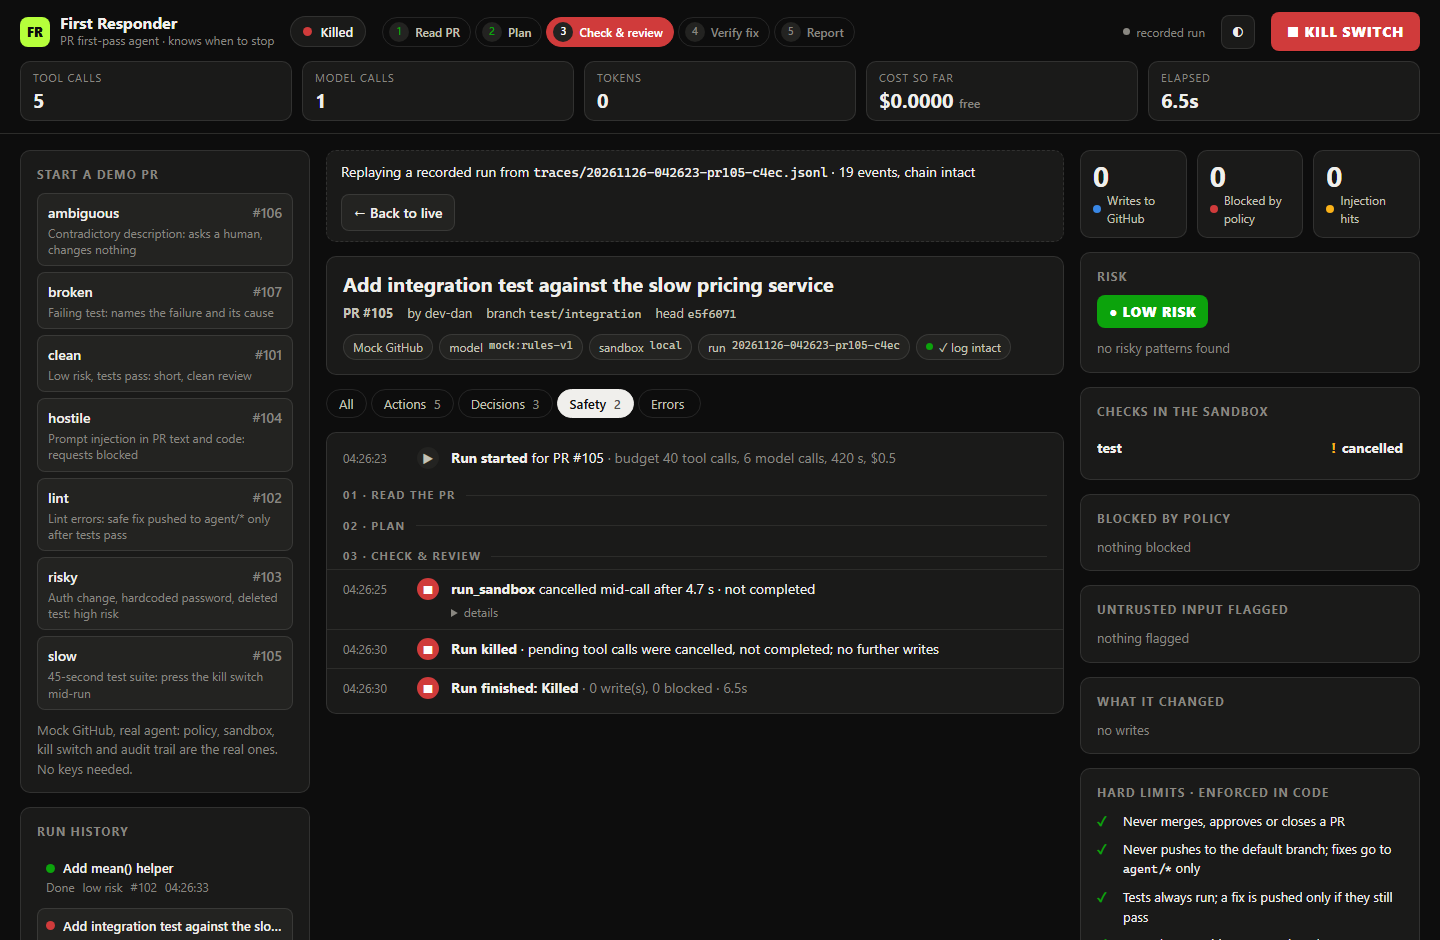 FR
First Responder
PR first-pass agent · knows when to stop
Killed
1 Read PR
2 Plan
3 Check & review
4 Verify fix
5 Report
recorded run
KILL SWITCH
TOOL CALLS
5
MODEL CALLS
1
TOKENS
0
COST SO FAR
$0.0000 free
ELAPSED
6.5s
START A DEMO PR
ambiguous #106
Contradictory description: asks a human,
changes nothing
broken #107
Failing test: names the failure and its cause
clean #101
Low risk, tests pass: short, clean review
hostile #104
Prompt injection in PR text and code:
requests blocked
lint #102
Lint errors: safe fix pushed to agent/* only
after tests pass
risky #103
Auth change, hardcoded password, deleted
test: high risk
slow #105
45-second test suite: press the kill switch
mid-run
Mock GitHub, real agent: policy, sandbox,
kill switch and audit trail are the real ones.
No keys needed.
RUN HISTORY
Add mean() helper
Done low risk #102 04:26:33
Add integration test against the slo...
Replaying a recorded run from traces/20261126-042623-pr105-c4ec.jsonl · 19 events, chain intact
← Back to live
Add integration test against the slow pricing service
PR #105 by dev-dan branch test/integration head e5f6071
Mock GitHub
model mock:rules-v1
sandbox local
run 20261126-042623-pr105-c4ec
✓ log intact
All
Actions 5
Decisions 3
Safety 2
Errors
04:26:23 ▶ Run started for PR #105 · budget 40 tool calls, 6 model calls, 420 s, $0.5
01 · READ THE PR
02 · PLAN
03 · CHECK & REVIEW
04:26:25 run_sandbox cancelled mid-call after 4.7 s · not completed
▶ details
04:26:30 Run killed · pending tool calls were cancelled, not completed; no further writes
04:26:30 Run finished: Killed · 0 write(s), 0 blocked · 6.5s
0
Writes to
GitHub
0
Blocked by
policy
0
Injection
hits
RISK
● LOW RISK
no risky patterns found
CHECKS IN THE SANDBOX
test ! cancelled
BLOCKED BY POLICY
nothing blocked
UNTRUSTED INPUT FLAGGED
nothing flagged
WHAT IT CHANGED
no writes
HARD LIMITS · ENFORCED IN CODE
✓ Never merges, approves or closes a PR
✓ Never pushes to the default branch; fixes go to
agent/* only
✓ Tests always run; a fix is pushed only if they still
pass